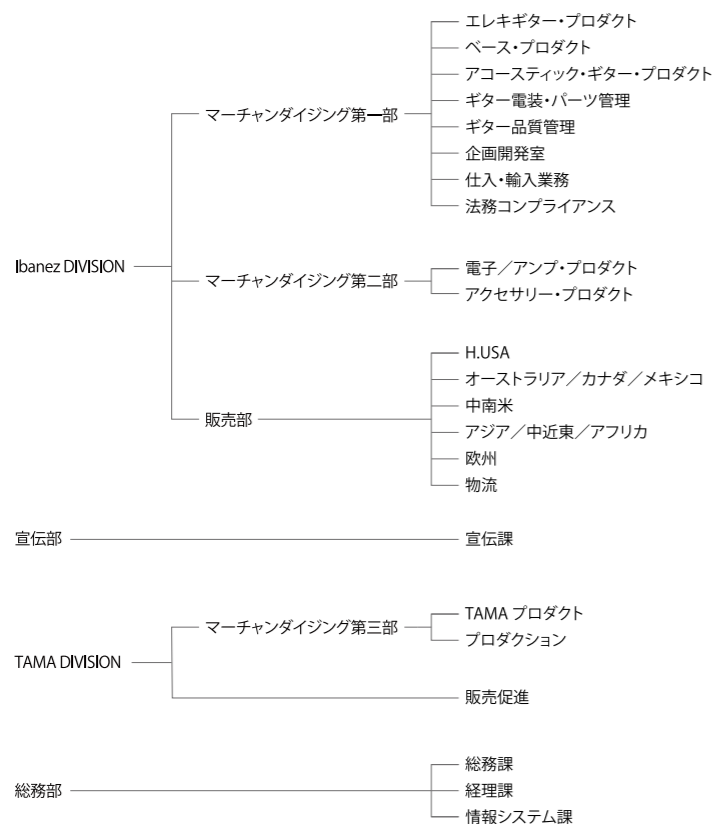 Ibanez DIVISION
マーチャンダイジング第一部
エレキギター・プロダクト
ベース・プロダクト
アコースティック・ギター・プロダクト
ギター電装・パーツ管理
ギター品質管理
企画開発室
仕入・輸入業務
法務コンプライアンス
マーチャンダイジング第二部
電子／アンプ・プロダクト
アクセサリー・プロダクト
販売部
H.USA
オーストラリア／カナダ／メキシコ
中南米
アジア／中近東／アフリカ
欧州
物流
宣伝部
宣伝課
TAMA DIVISION
マーチャンダイジング第三部
TAMA プロダクト
プロダクション
販売促進
総務部
総務課
経理課
情報システム課